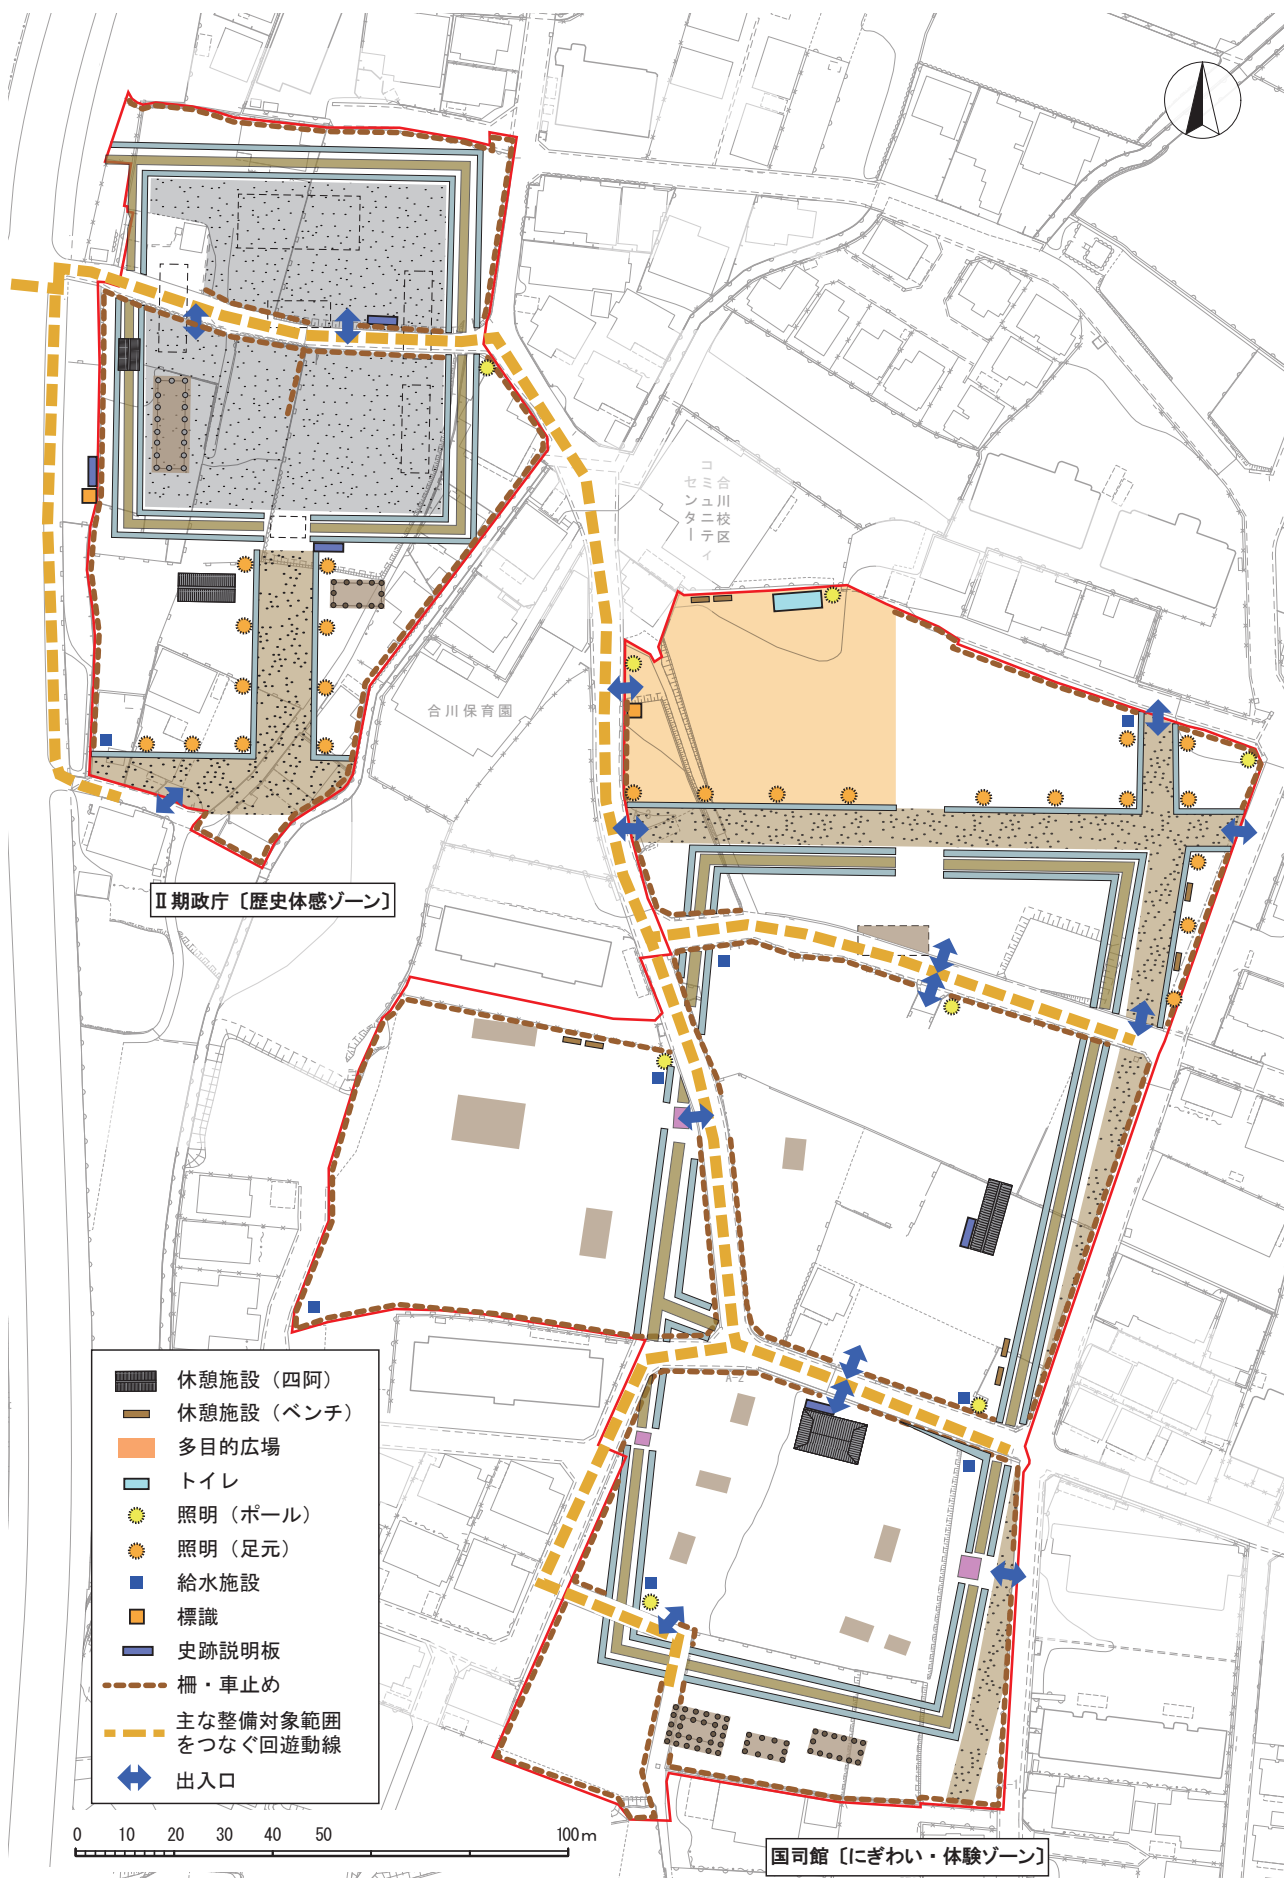 合川校区
コミュニティ
センター
合川保育園
Ⅱ期政庁〔歴史体感ゾーン〕
A-2
休憩施設（四阿）
休憩施設（ベンチ）
多目的広場
トイレ
照明（ポール）
照明（足元）
給水施設
標識
史跡説明板
柵・車止め
主な整備対象範囲
をつなぐ回遊動線
出入口
0 10 20 30 40 50 100m
国司館〔にぎわい・体験ゾーン〕